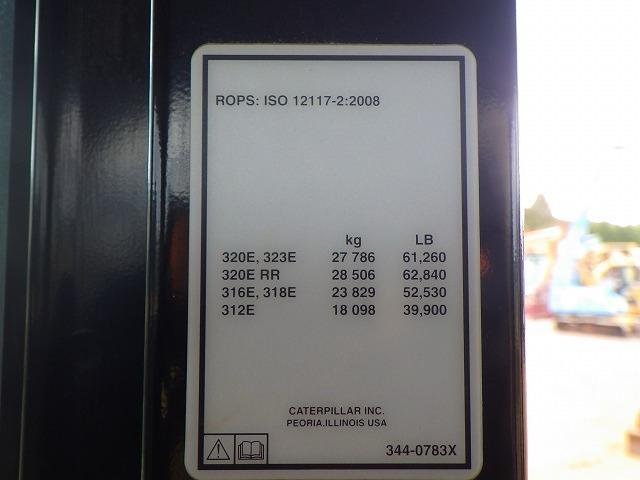 ROPS: ISO 12117-2:2008
kg LB
320E, 323E 27 786 61,260
320E RR 28 506 62,840
316E, 318E 23 829 52,530
312E 18 098 39,900
CATERPILLAR INC.
PEORIA.ILLINOIS USA
344-0783X